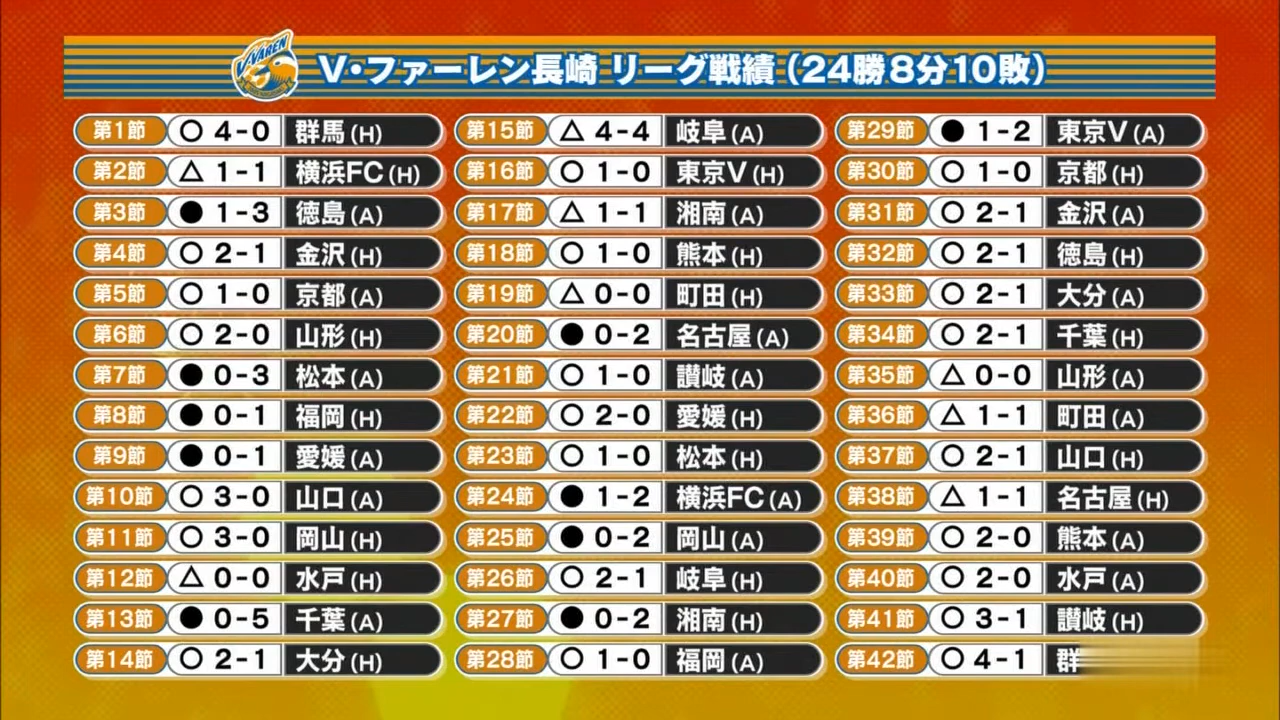 V-VAREN
V・ファーレン長崎 リーグ戦績（24勝8分10敗）
第1節 ○ 4-0 群馬(H)
第2節 △ 1-1 横浜FC(H)
第3節 ● 1-3 徳島(A)
第4節 ○ 2-1 金沢(H)
第5節 ○ 1-0 京都(A)
第6節 ○ 2-0 山形(H)
第7節 ● 0-3 松本(A)
第8節 ● 0-1 福岡(H)
第9節 ● 0-1 愛媛(A)
第10節 ○ 3-0 山口(A)
第11節 ○ 3-0 岡山(H)
第12節 △ 0-0 水戸(H)
第13節 ● 0-5 千葉(A)
第14節 ○ 2-1 大分(H)
第15節 △ 4-4 岐阜(A)
第16節 ○ 1-0 東京V(H)
第17節 △ 1-1 湘南(A)
第18節 ○ 1-0 熊本(H)
第19節 △ 0-0 町田(H)
第20節 ● 0-2 名古屋(A)
第21節 ○ 1-0 讃岐(A)
第22節 ○ 2-0 愛媛(H)
第23節 ○ 1-0 松本(H)
第24節 ● 1-2 横浜FC(A)
第25節 ● 0-2 岡山(A)
第26節 ○ 2-1 岐阜(H)
第27節 ● 0-2 湘南(H)
第28節 ○ 1-0 福岡(A)
第29節 ● 1-2 東京V(A)
第30節 ○ 1-0 京都(H)
第31節 ○ 2-1 金沢(A)
第32節 ○ 2-1 徳島(H)
第33節 ○ 2-1 大分(A)
第34節 ○ 2-1 千葉(H)
第35節 △ 0-0 山形(A)
第36節 △ 1-1 町田(A)
第37節 ○ 2-1 山口(H)
第38節 △ 1-1 名古屋(H)
第39節 ○ 2-0 熊本(A)
第40節 ○ 2-0 水戸(A)
第41節 ○ 3-1 讃岐(H)
第42節 ○ 4-1 群